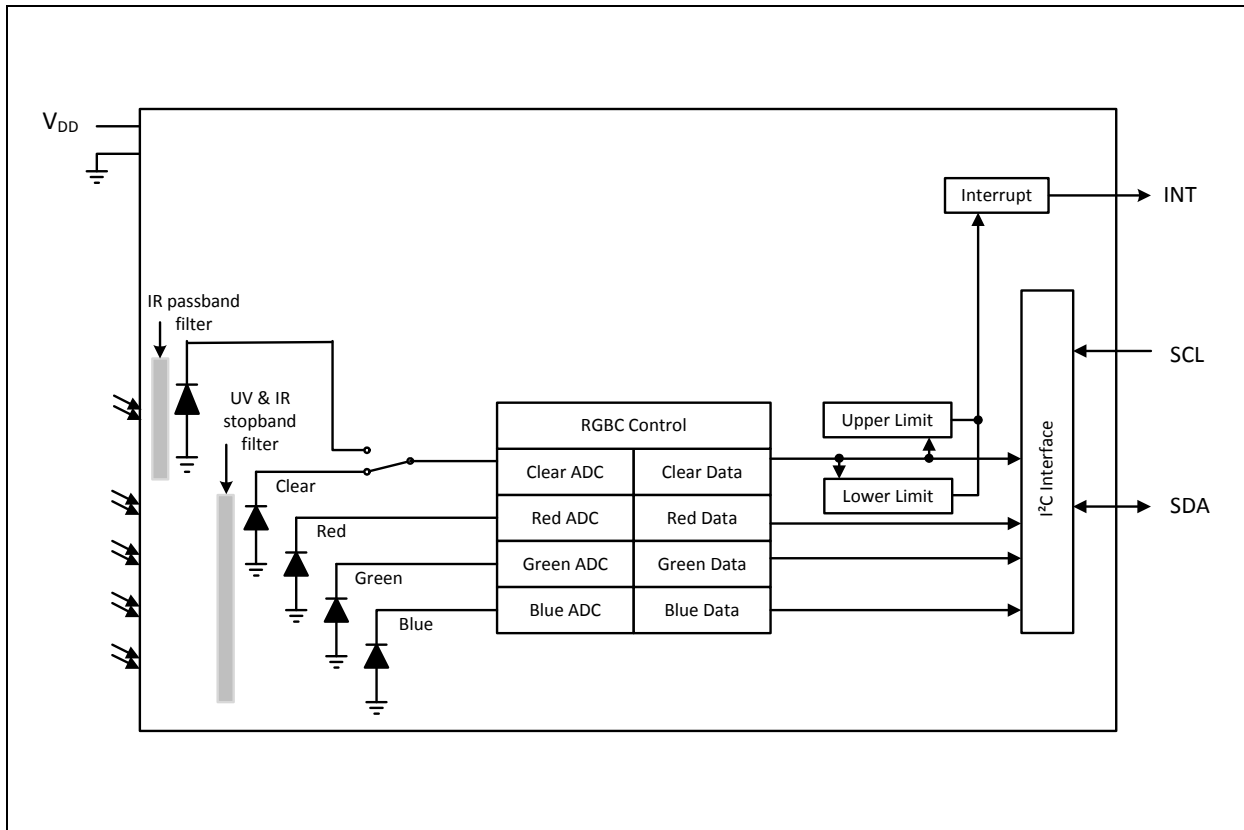 V_DD
Interrupt
INT
IR passband
filter
UV & IR
stopband
filter
SCL
Upper Limit
RGBC Control
Clear
Clear ADC
Clear Data
Lower Limit
I²C Interface
SDA
Red
Red ADC
Red Data
Green
Green ADC
Green Data
Blue
Blue ADC
Blue Data